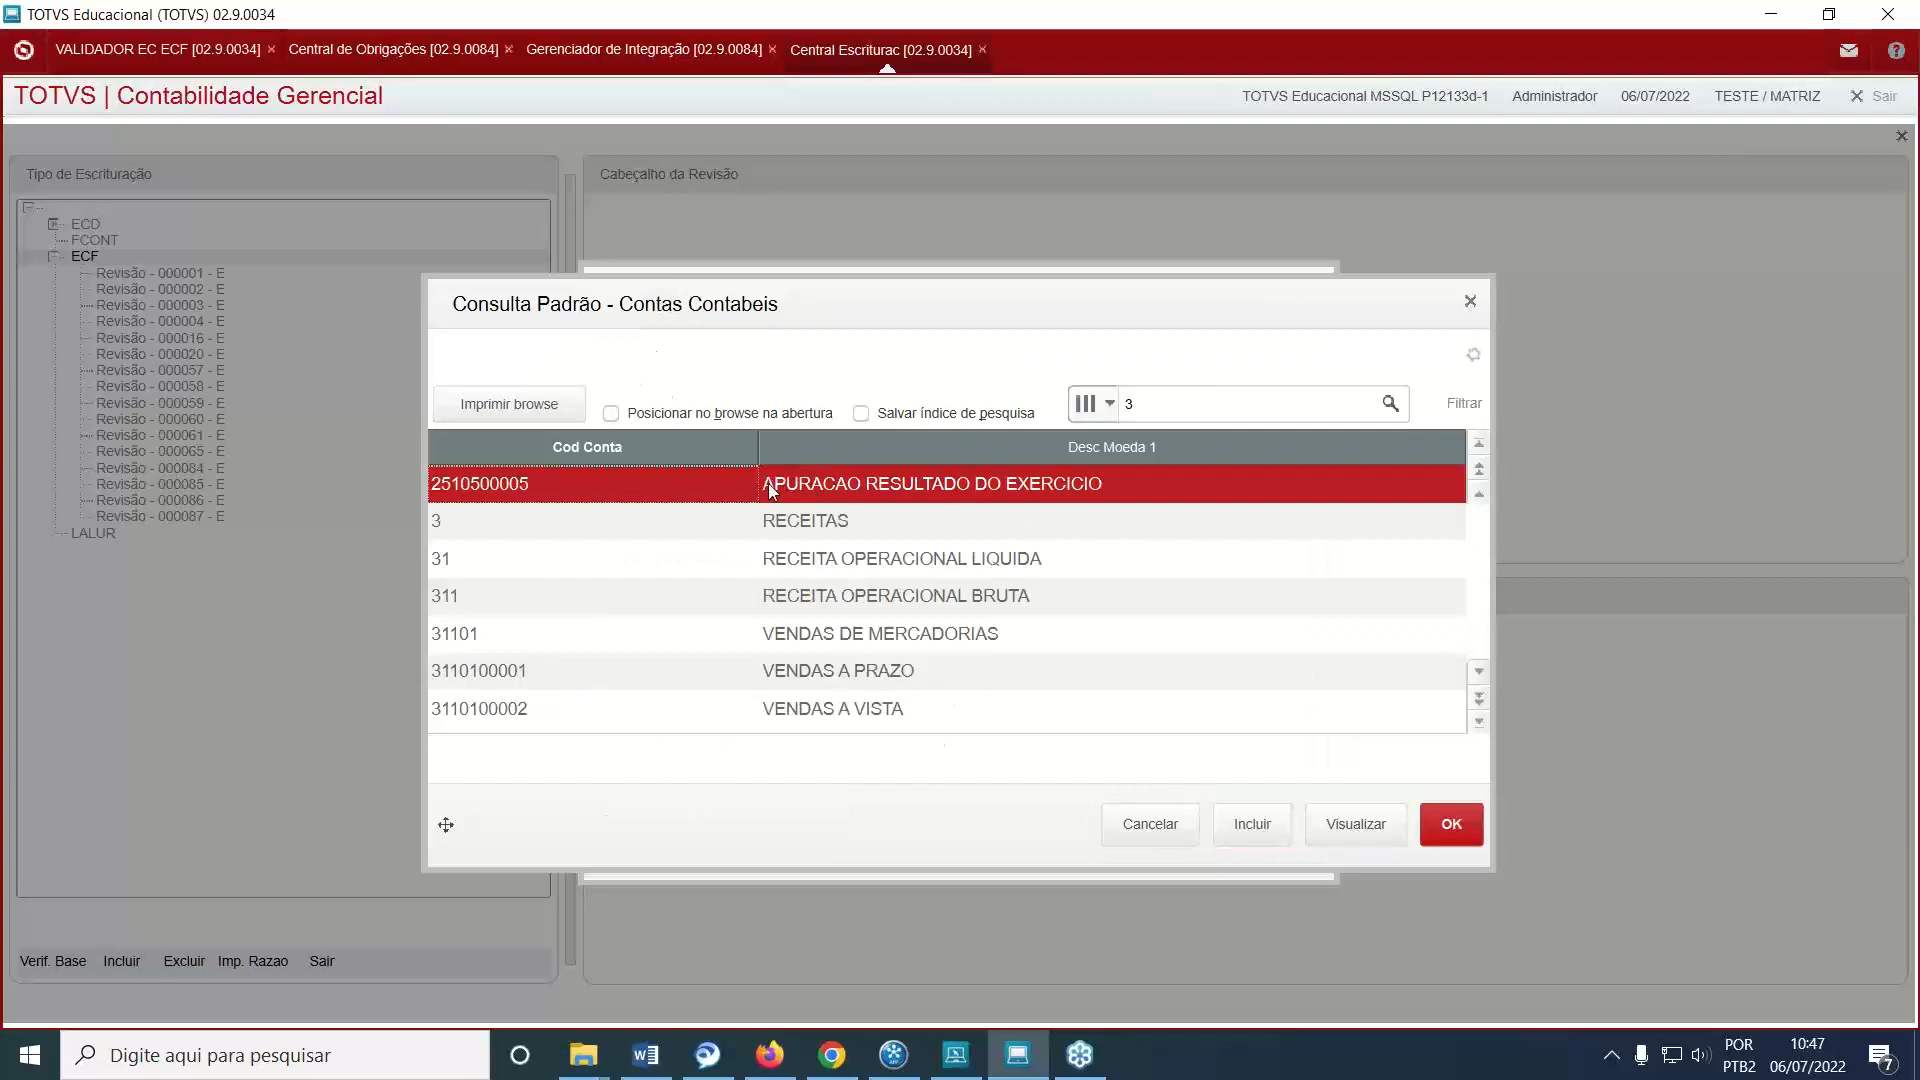 TOTVS Educacional (TOTVS) 02.9.0034
VALIDADOR EC ECF [02.9.0034] Central de Obrigações [02.9.0084] Gerenciador de Integração [02.9.0084] Central Escriturac [02.9.0034]
TOTVS | Contabilidade Gerencial
TOTVS Educacional MSSQL P12133d-1 Administrador 06/07/2022 TESTE / MATRIZ Sair
Tipo de Escrituração
Cabeçalho da Revisão
ECD
FCONT
ECF
Revisão - 000001 - E
Revisão - 000002 - E
Revisão - 000003 - E
Revisão - 000004 - E
Revisão - 000016 - E
Revisão - 000020 - E
Revisão - 000057 - E
Revisão - 000058 - E
Revisão - 000059 - E
Revisão - 000060 - E
Revisão - 000061 - E
Revisão - 000065 - E
Revisão - 000084 - E
Revisão - 000085 - E
Revisão - 000086 - E
Revisão - 000087 - E
LALUR
Verif. Base Incluir Excluir Imp. Razao Sair
Consulta Padrão - Contas Contabeis
Imprimir browse Posicionar no browse na abertura Salvar índice de pesquisa 3 Filtrar
Cod Conta Desc Moeda 1
2510500005 APURACAO RESULTADO DO EXERCICIO
3 RECEITAS
31 RECEITA OPERACIONAL LIQUIDA
311 RECEITA OPERACIONAL BRUTA
31101 VENDAS DE MERCADORIAS
3110100001 VENDAS A PRAZO
3110100002 VENDAS A VISTA
Cancelar Incluir Visualizar OK
Digite aqui para pesquisar
POR 10:47
PTB2 06/07/2022
7